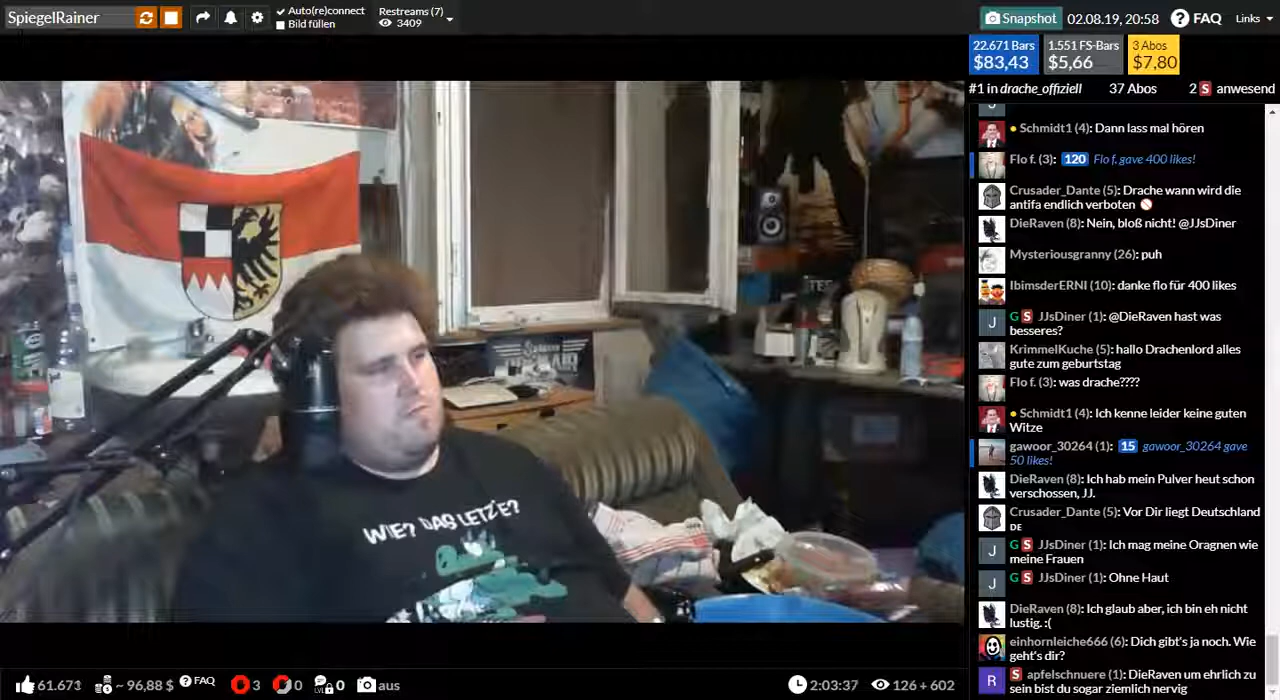 SpiegelRainer
Auto(re)connect
Bild füllen
Restreams (7)
3409
Snapshot
02.08.19, 20:58
? FAQ
Links
22.671 Bars
$83,43
1.551 FS-Bars
$5,66
3 Abos
$7,80
#1 in drache_offiziell
37 Abos
2 S anwesend
J
Schmidt1 (4): Dann lass mal hören
Flo f. (3): 120 Flo f. gave 400 likes!
Crusader_Dante (5): Drache wann wird die
antifa endlich verboten
DieRaven (8): Nein, bloß nicht! @JJsDiner
Mysteriousgranny (26): puh
IbimsderERNI (10): danke flo für 400 likes
J
G S JJsDiner (1): @DieRaven hast was
besseres?
KrimmelKuche (5): hallo Drachenlord alles
gute zum geburtstag
Flo f. (3): was drache????
Schmidt1 (4): Ich kenne leider keine guten
Witze
gawoor_30264 (1): 15 gawoor_30264 gave
50 likes!
DieRaven (8): Ich hab mein Pulver heut schon
verschossen, JJ.
Crusader_Dante (5): Vor Dir liegt Deutschland
DE
J
G S JJsDiner (1): Ich mag meine Oragnen wie
meine Frauen
J
G S JJsDiner (1): Ohne Haut
DieRaven (8): Ich glaub aber, ich bin eh nicht
lustig. :(
einhornleiche666 (6): Dich gibt's ja noch. Wie
geht's dir?
R
S apfelschnuere (1): DieRaven um ehrlich zu
sein bist du sogar ziemlich nervig
WIE? DAS LETZTE?
61.671
~ 96,88 $
? FAQ
3
0
LVL
0
aus
2:03:37
126 + 602